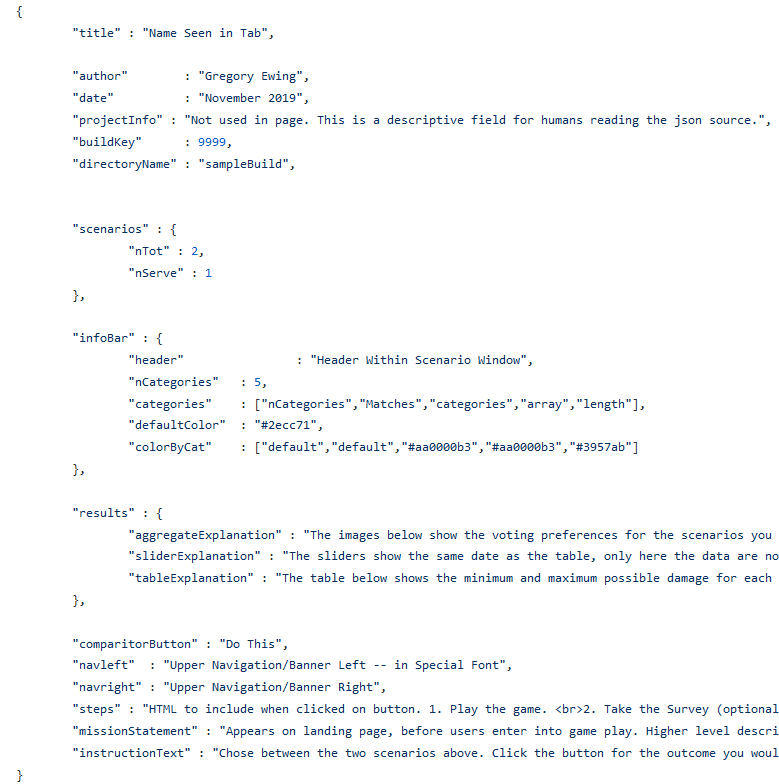 {
"title" : "Name Seen in Tab",
"author" : "Gregory Ewing",
"date" : "November 2019",
"projectInfo" : "Not used in page. This is a descriptive field for humans reading the json source.",
"buildKey" : 9999,
"directoryName" : "sampleBuild",
"scenarios" : {
"nTot" : 2,
"nServe" : 1
},
"infoBar" : {
"header" : "Header Within Scenario Window",
"nCategories" : 5,
"categories" : ["nCategories","Matches","categories","array","length"],
"defaultColor" : "#2ecc71",
"colorByCat" : ["default","default","#aa0000b3","#aa0000b3","#3957ab"]
},
"results" : {
"aggregateExplanation" : "The images below show the voting preferences for the scenarios you
"sliderExplanation" : "The sliders show the same date as the table, only here the data are no
"tableExplanation" : "The table below shows the minimum and maximum possible damage for each
},
"comparitorButton" : "Do This",
"navleft" : "Upper Navigation/Banner Left -- in Special Font",
"navright" : "Upper Navigation/Banner Right",
"steps" : "HTML to include when clicked on button. 1. Play the game. <br>2. Take the Survey (optional
"missionStatement" : "Appears on landing page, before users enter into game play. Higher level descri
"instructionText" : "Chose between the two scenarios above. Click the button for the outcome you woul
}